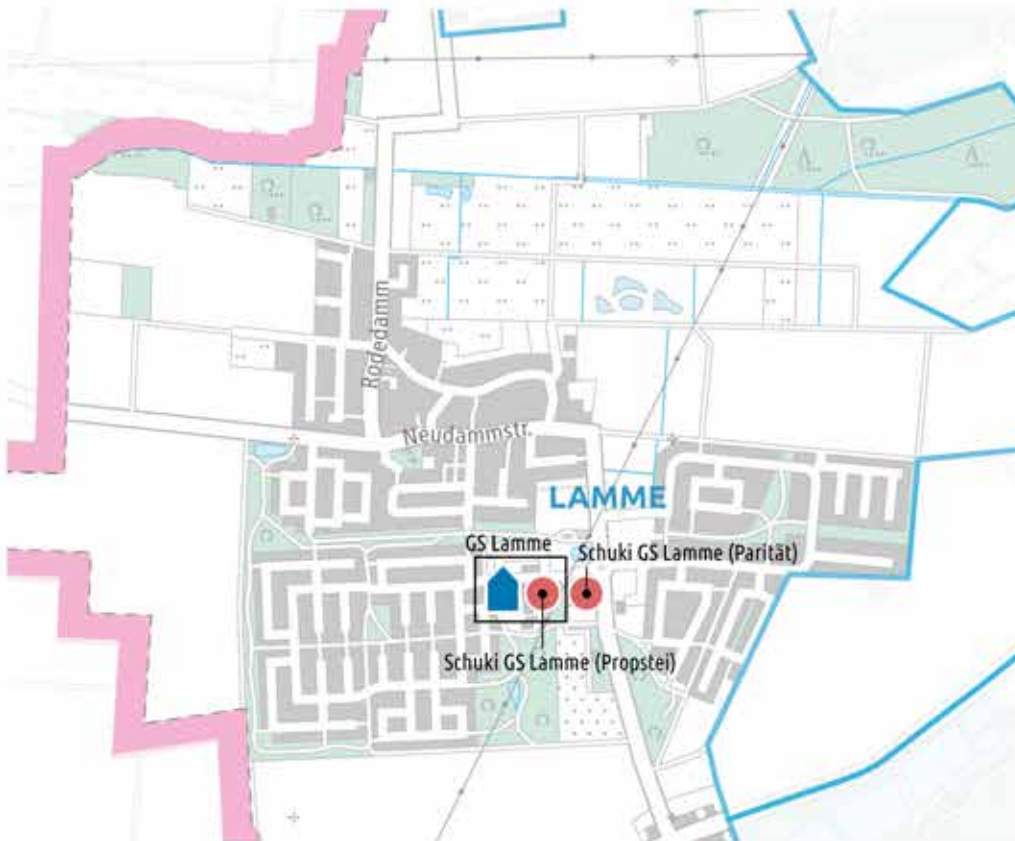 Rodedamm
Neudammstr.
LAMME
GS Lamme
Schuki GS Lamme (Parität)
Schuki GS Lamme (Propstei)